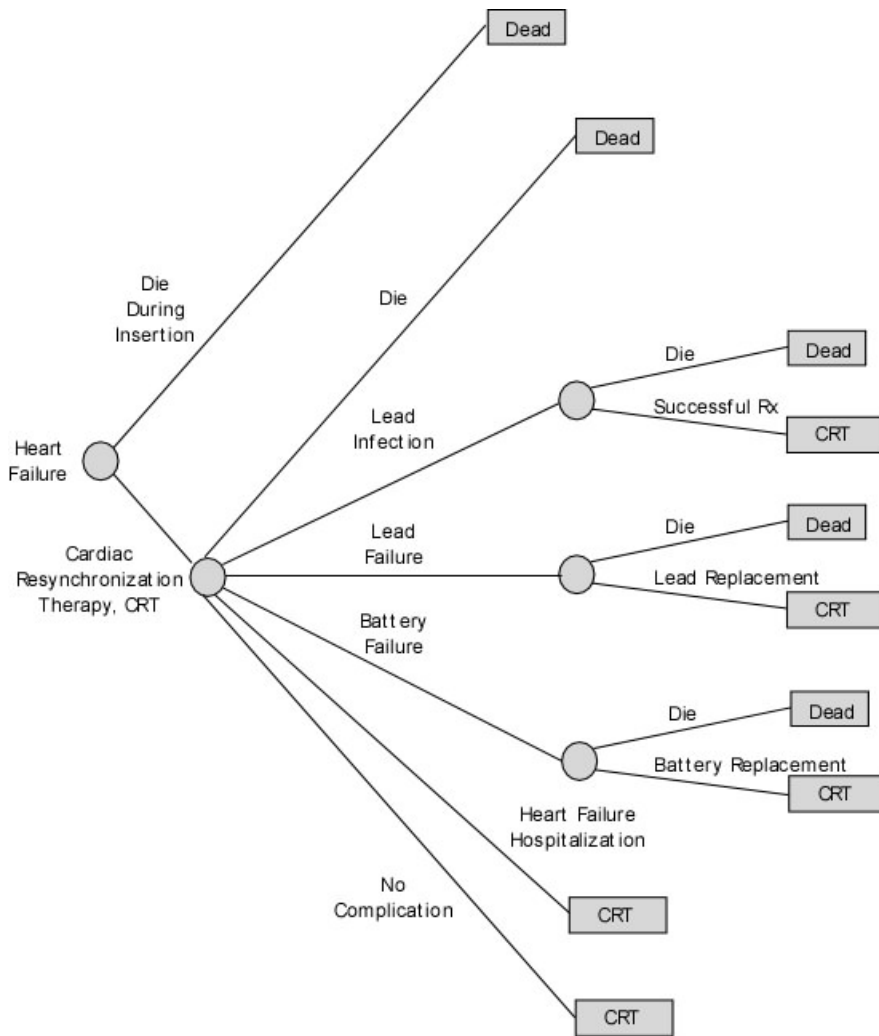 Dead
Dead
Die
During
Insertion
Die
Die
Dead
Lead
Infection
Successful Rx
CRT
Heart
Failure
Lead
Failure
Die
Dead
Cardiac
Resynchronization
Therapy, CRT
Lead Replacement
CRT
Battery
Failure
Die
Dead
Battery Replacement
CRT
Heart Failure
Hospitalization
No
Complication
CRT
CRT